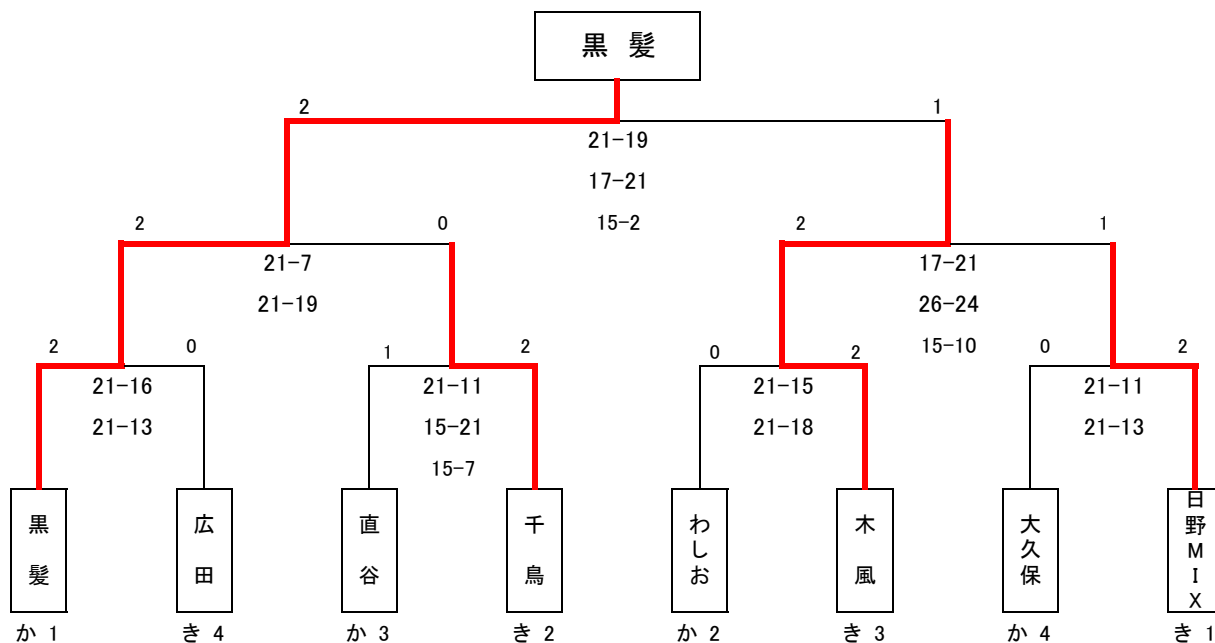 黒 髪
2
1
21-19
17-21
15-2
2
0
2
1
21-7
21-19
17-21
26-24
15-10
2
0
1
2
0
2
0
2
21-16
21-13
21-11
15-21
15-7
21-15
21-18
21-11
21-13
黒髪
広田
直谷
千鳥
わしお
木風
大久保
日野MIX
か 1
き 4
か 3
き 2
か 2
き 3
か 4
き 1